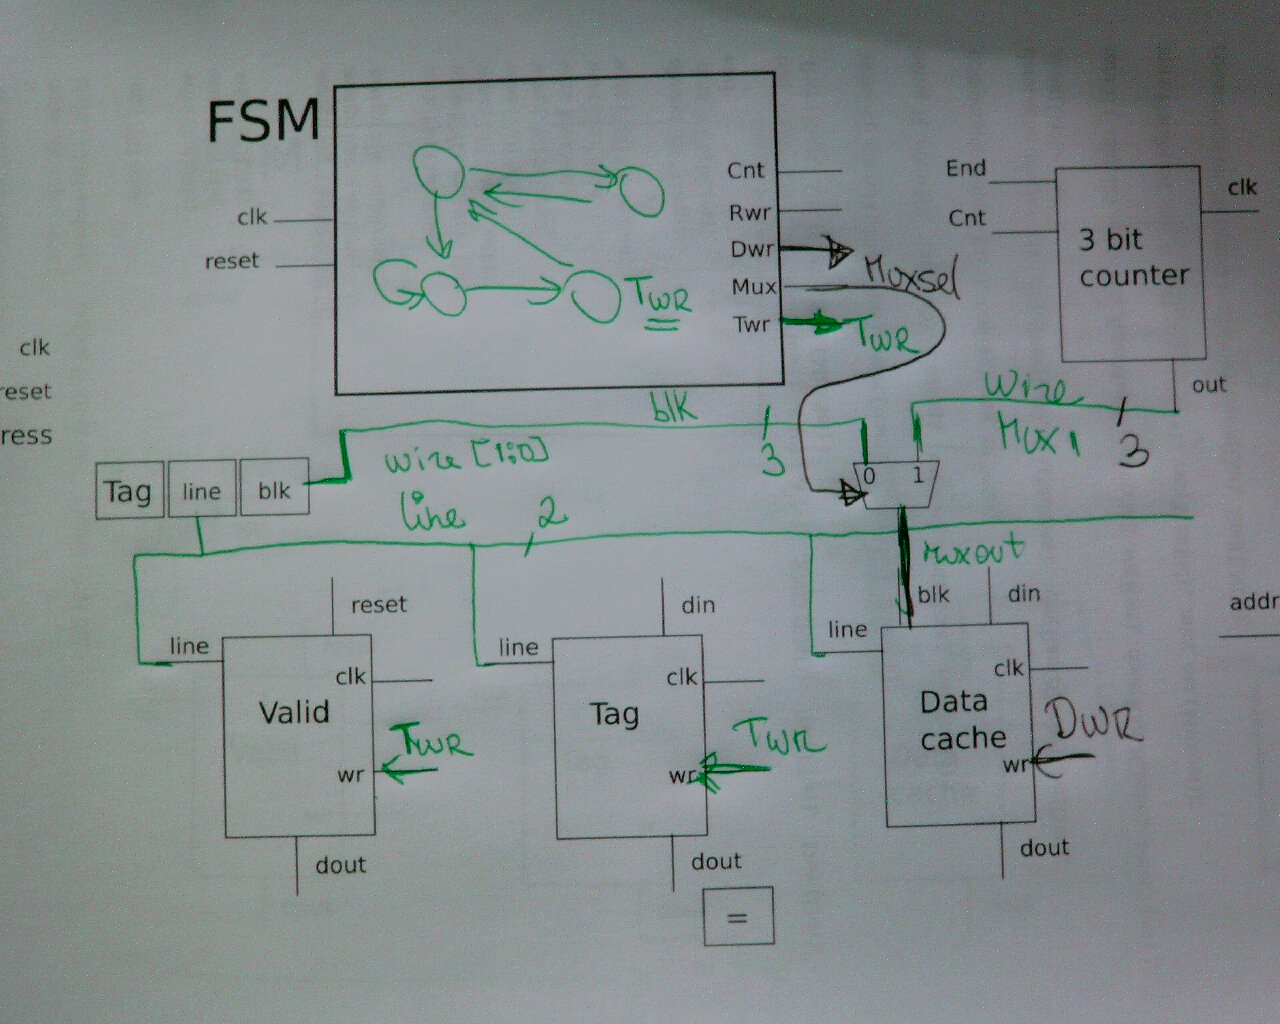 FSM
Cnt
Rwr
Dwr
Mux
Twr
clk
reset
TWR
Muxsel
TWR
End
Cnt
3 bit
counter
clk
out
clk
reset
ress
blk
3
wire
Mux1
3
wire [1:0]
line
2
Tag
line
blk
0 1
muxout
reset
line
clk
Valid
wr
TWR
dout
din
line
clk
Tag
wr
TWR
dout
=
blk
din
line
clk
Data
cache
wr
DWR
dout
addr